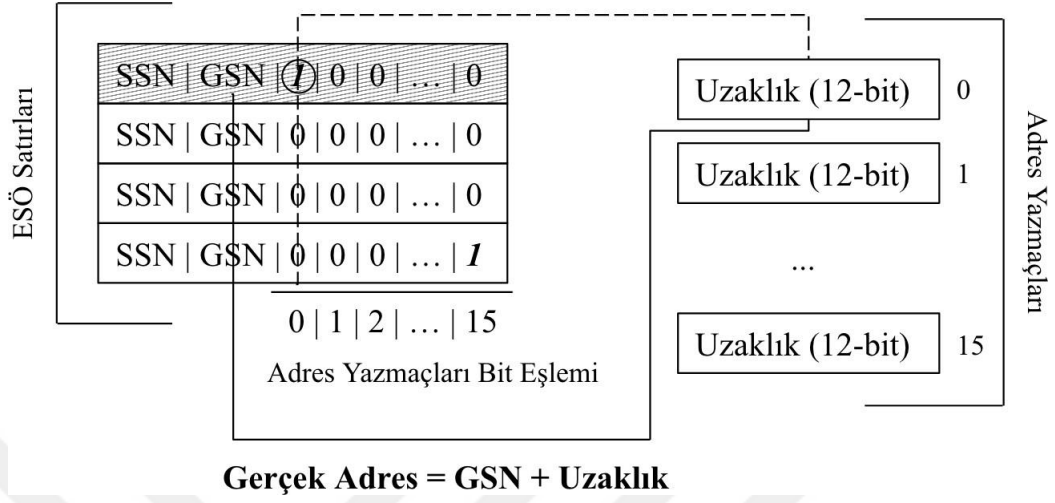 ESÖ Satırları
SSN | GSN | 1 | 0 | 0 | … | 0
SSN | GSN | 0 | 0 | 0 | … | 0
SSN | GSN | 0 | 0 | 0 | … | 0
SSN | GSN | 0 | 0 | 0 | … | 1
0 | 1 | 2 | … | 15
Adres Yazmaçları Bit Eşlemi
Uzaklık (12-bit) 0
Uzaklık (12-bit) 1
...
Uzaklık (12-bit) 15
Adres Yazmaçları
Gerçek Adres = GSN + Uzaklık